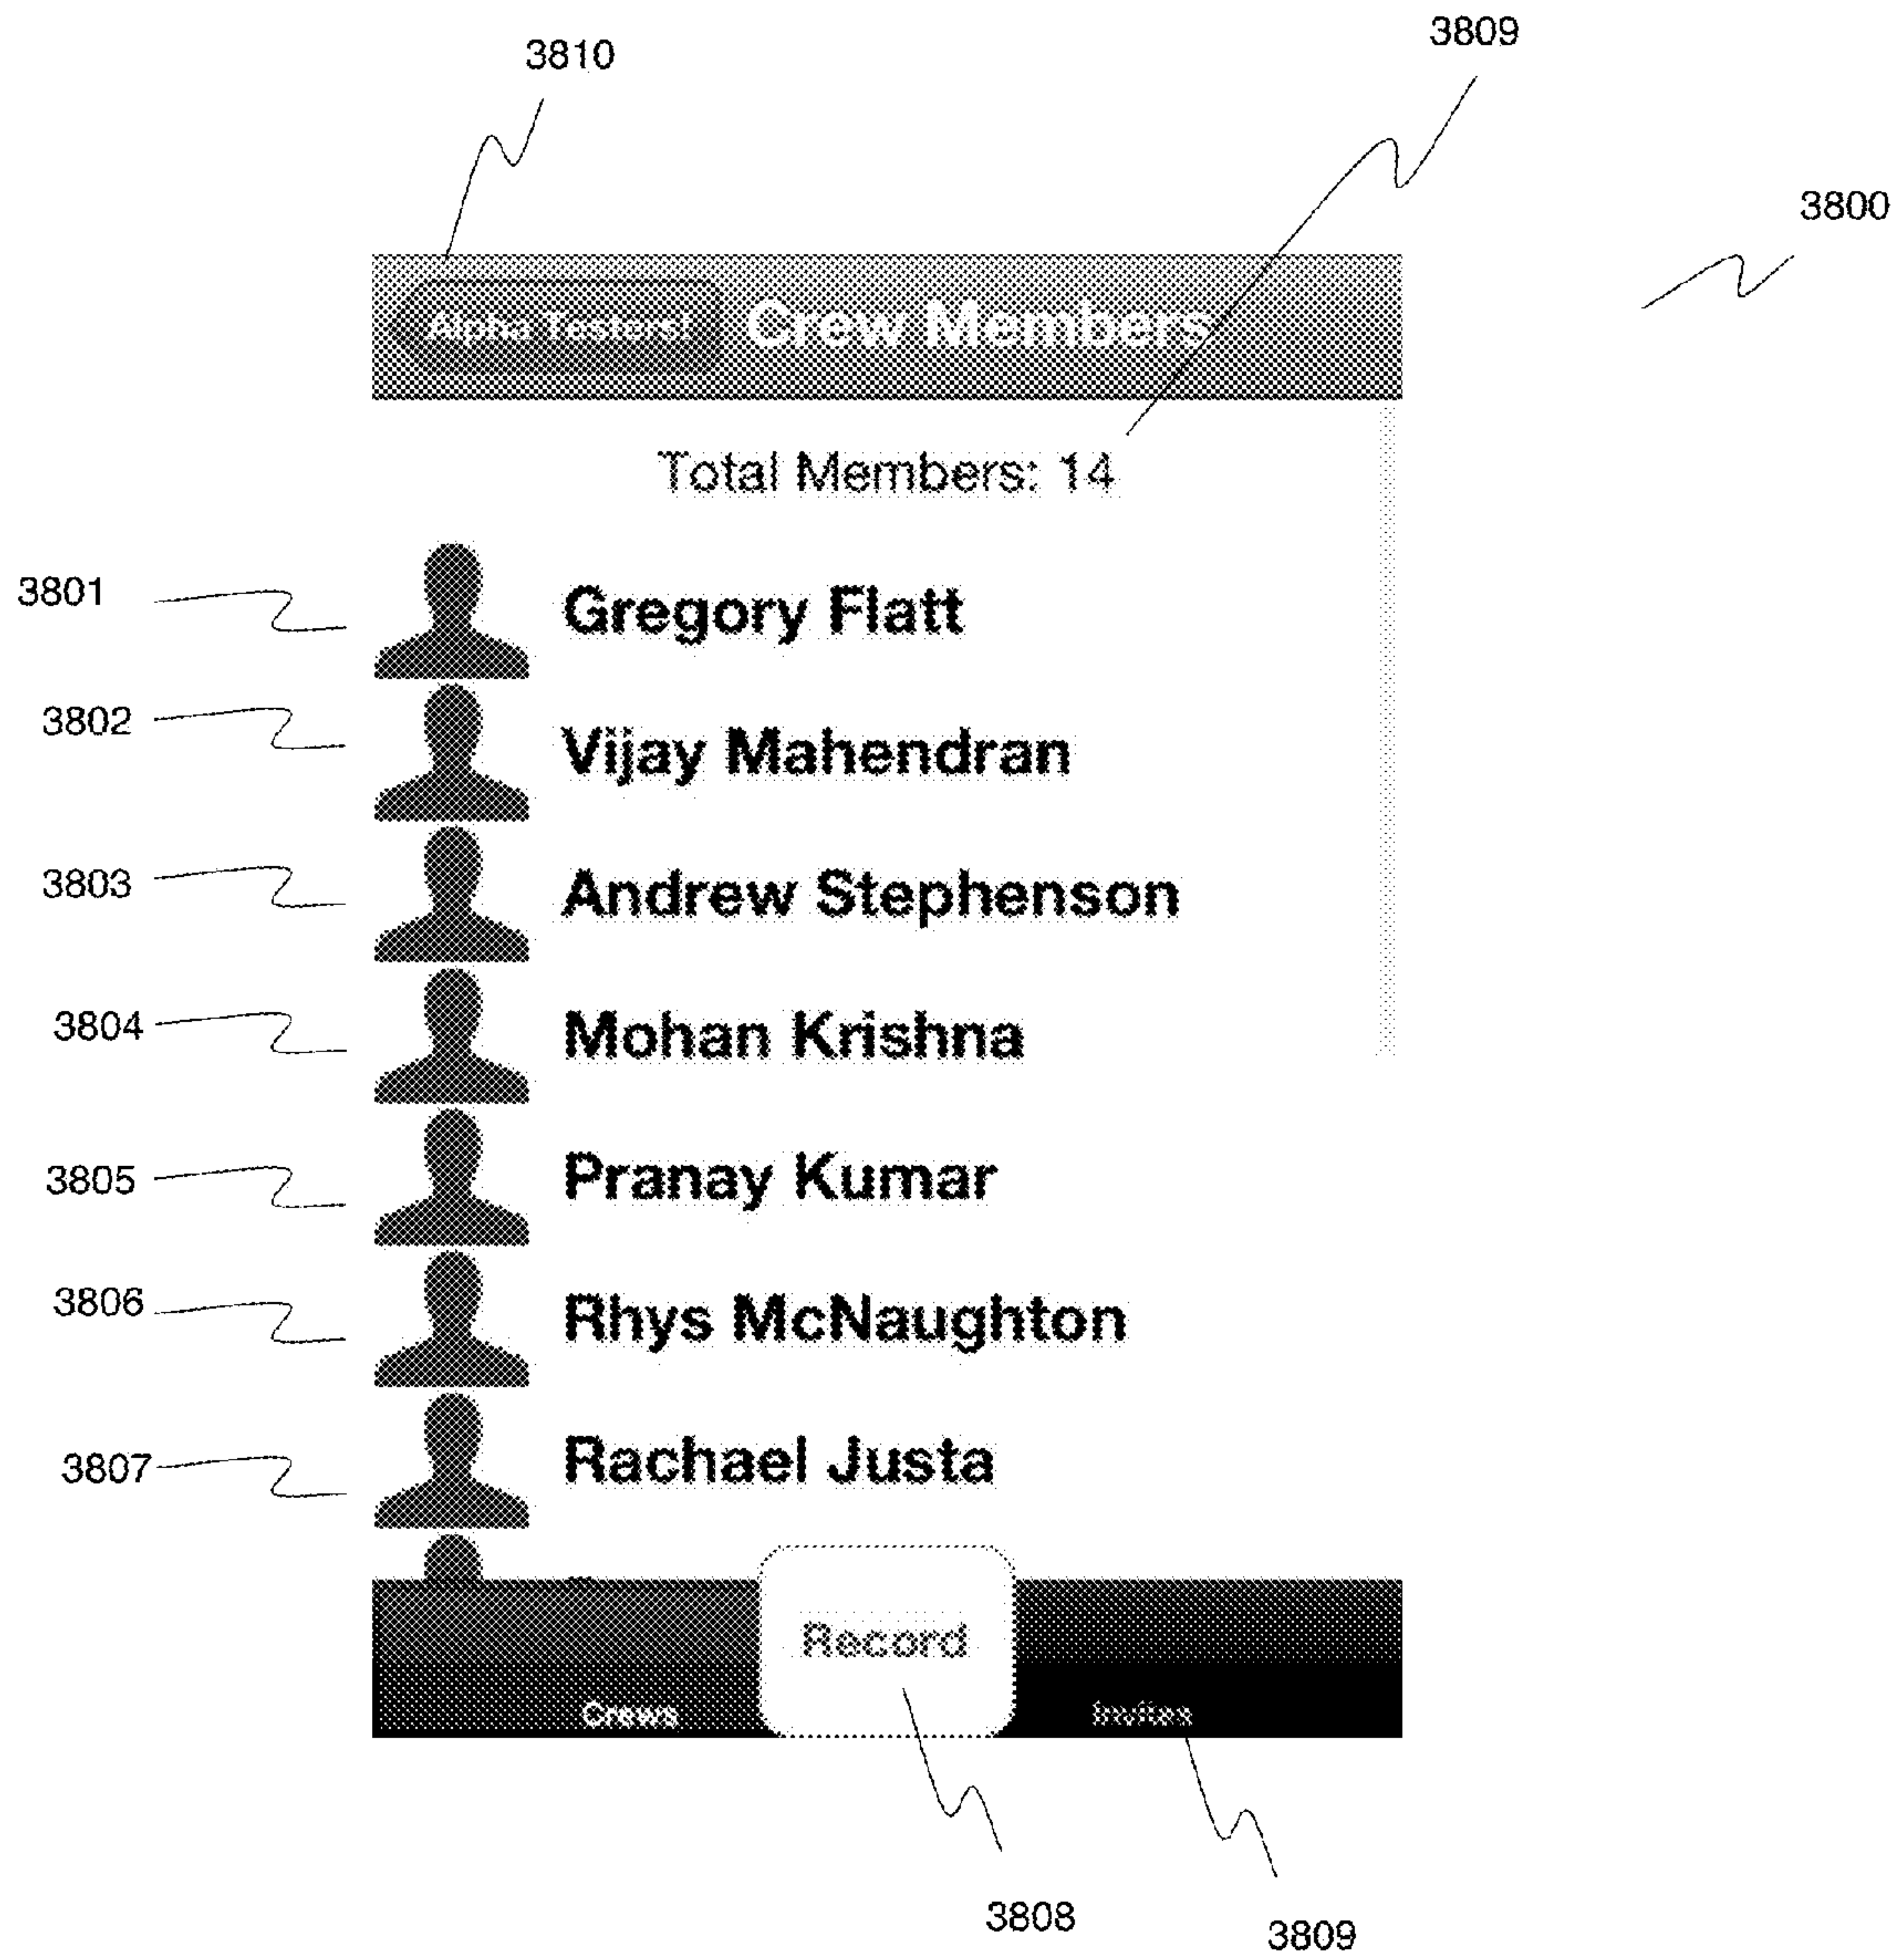 3810
3809
3800
Alpha Testers! Crew Members
Total Members: 14
3801 Gregory Flatt
3802 Vijay Mahendran
3803 Andrew Stephenson
3804 Mohan Krishna
3805 Pranay Kumar
3806 Rhys McNaughton
3807 Rachael Justa
Record
Crews Invites
3808
3809